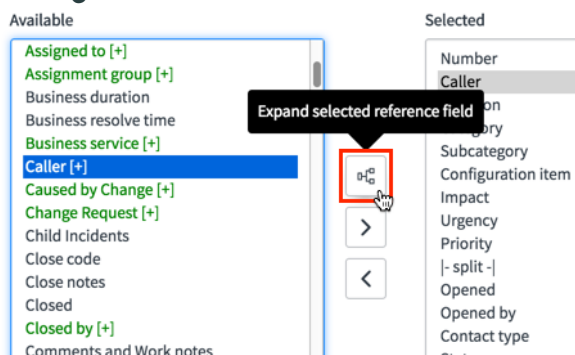 Available
Assigned to [+]
Assignment group [+]
Business duration
Business resolve time
Business service [+]
Caller [+]
Caused by Change [+]
Change Request [+]
Child Incidents
Close code
Close notes
Closed
Closed by [+]
Comments and Work notes
Expand selected reference field
Selected
Number
Caller
Subcategory
Configuration item
Impact
Urgency
Priority
|- split -|
Opened
Opened by
Contact type